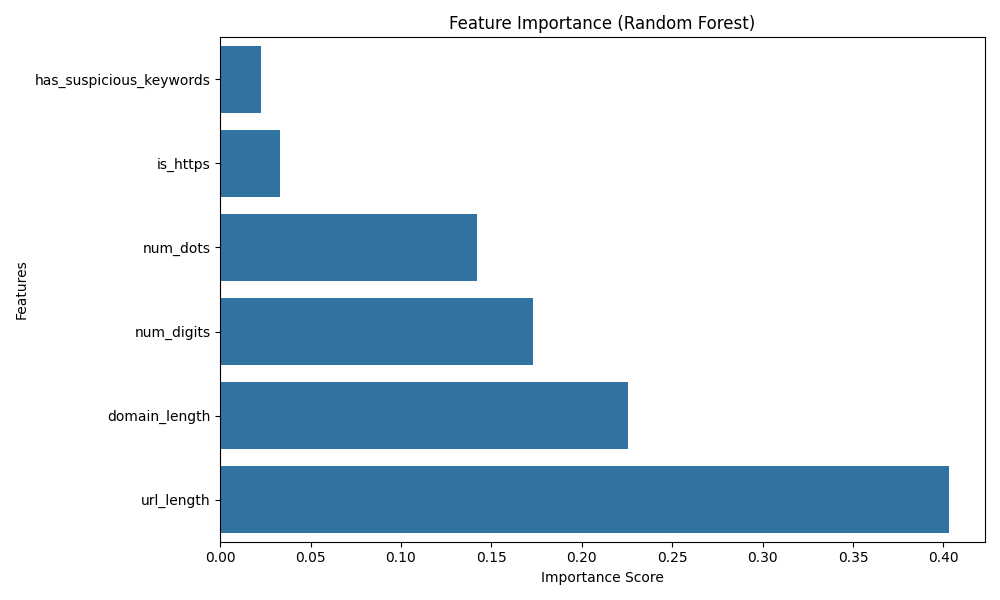 Feature Importance (Random Forest)
Features
has_suspicious_keywords
is_https
num_dots
num_digits
domain_length
url_length
0.00 0.05 0.10 0.15 0.20 0.25 0.30 0.35 0.40
Importance Score